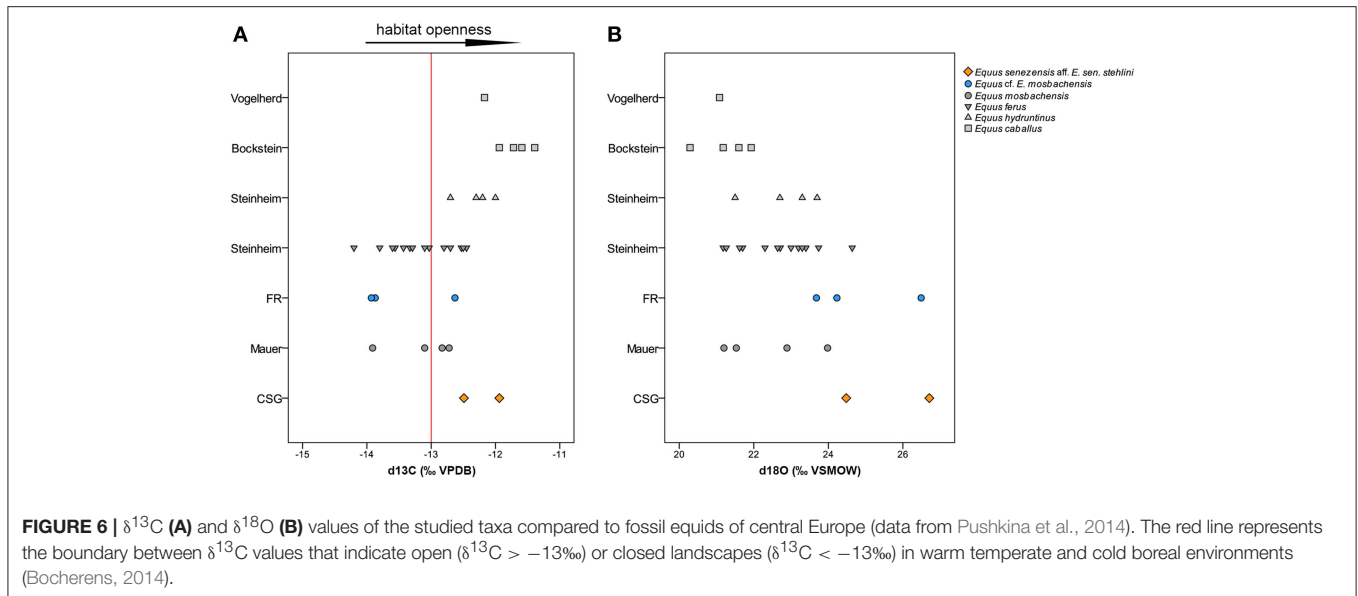 habitat openness
A
B
Vogelherd
Bockstein
Steinheim
Steinheim
FR
Mauer
CSG
-15 -14 -13 -12 -11
d13C (‰ VPDB)
Vogelherd
Bockstein
Steinheim
Steinheim
FR
Mauer
CSG
20 22 24 26
d18O (‰ VSMOW)
Equus senezensis aff. E. sen. stehlini
Equus cf. E. mosbachensis
Equus mosbachensis
Equus ferus
Equus hydruntinus
Equus caballus
FIGURE 6 | δ13C (A) and δ18O (B) values of the studied taxa compared to fossil equids of central Europe (data from Pushkina et al., 2014). The red line represents
the boundary between δ13C values that indicate open (δ13C > −13‰) or closed landscapes (δ13C < −13‰) in warm temperate and cold boreal environments
(Bocherens, 2014).